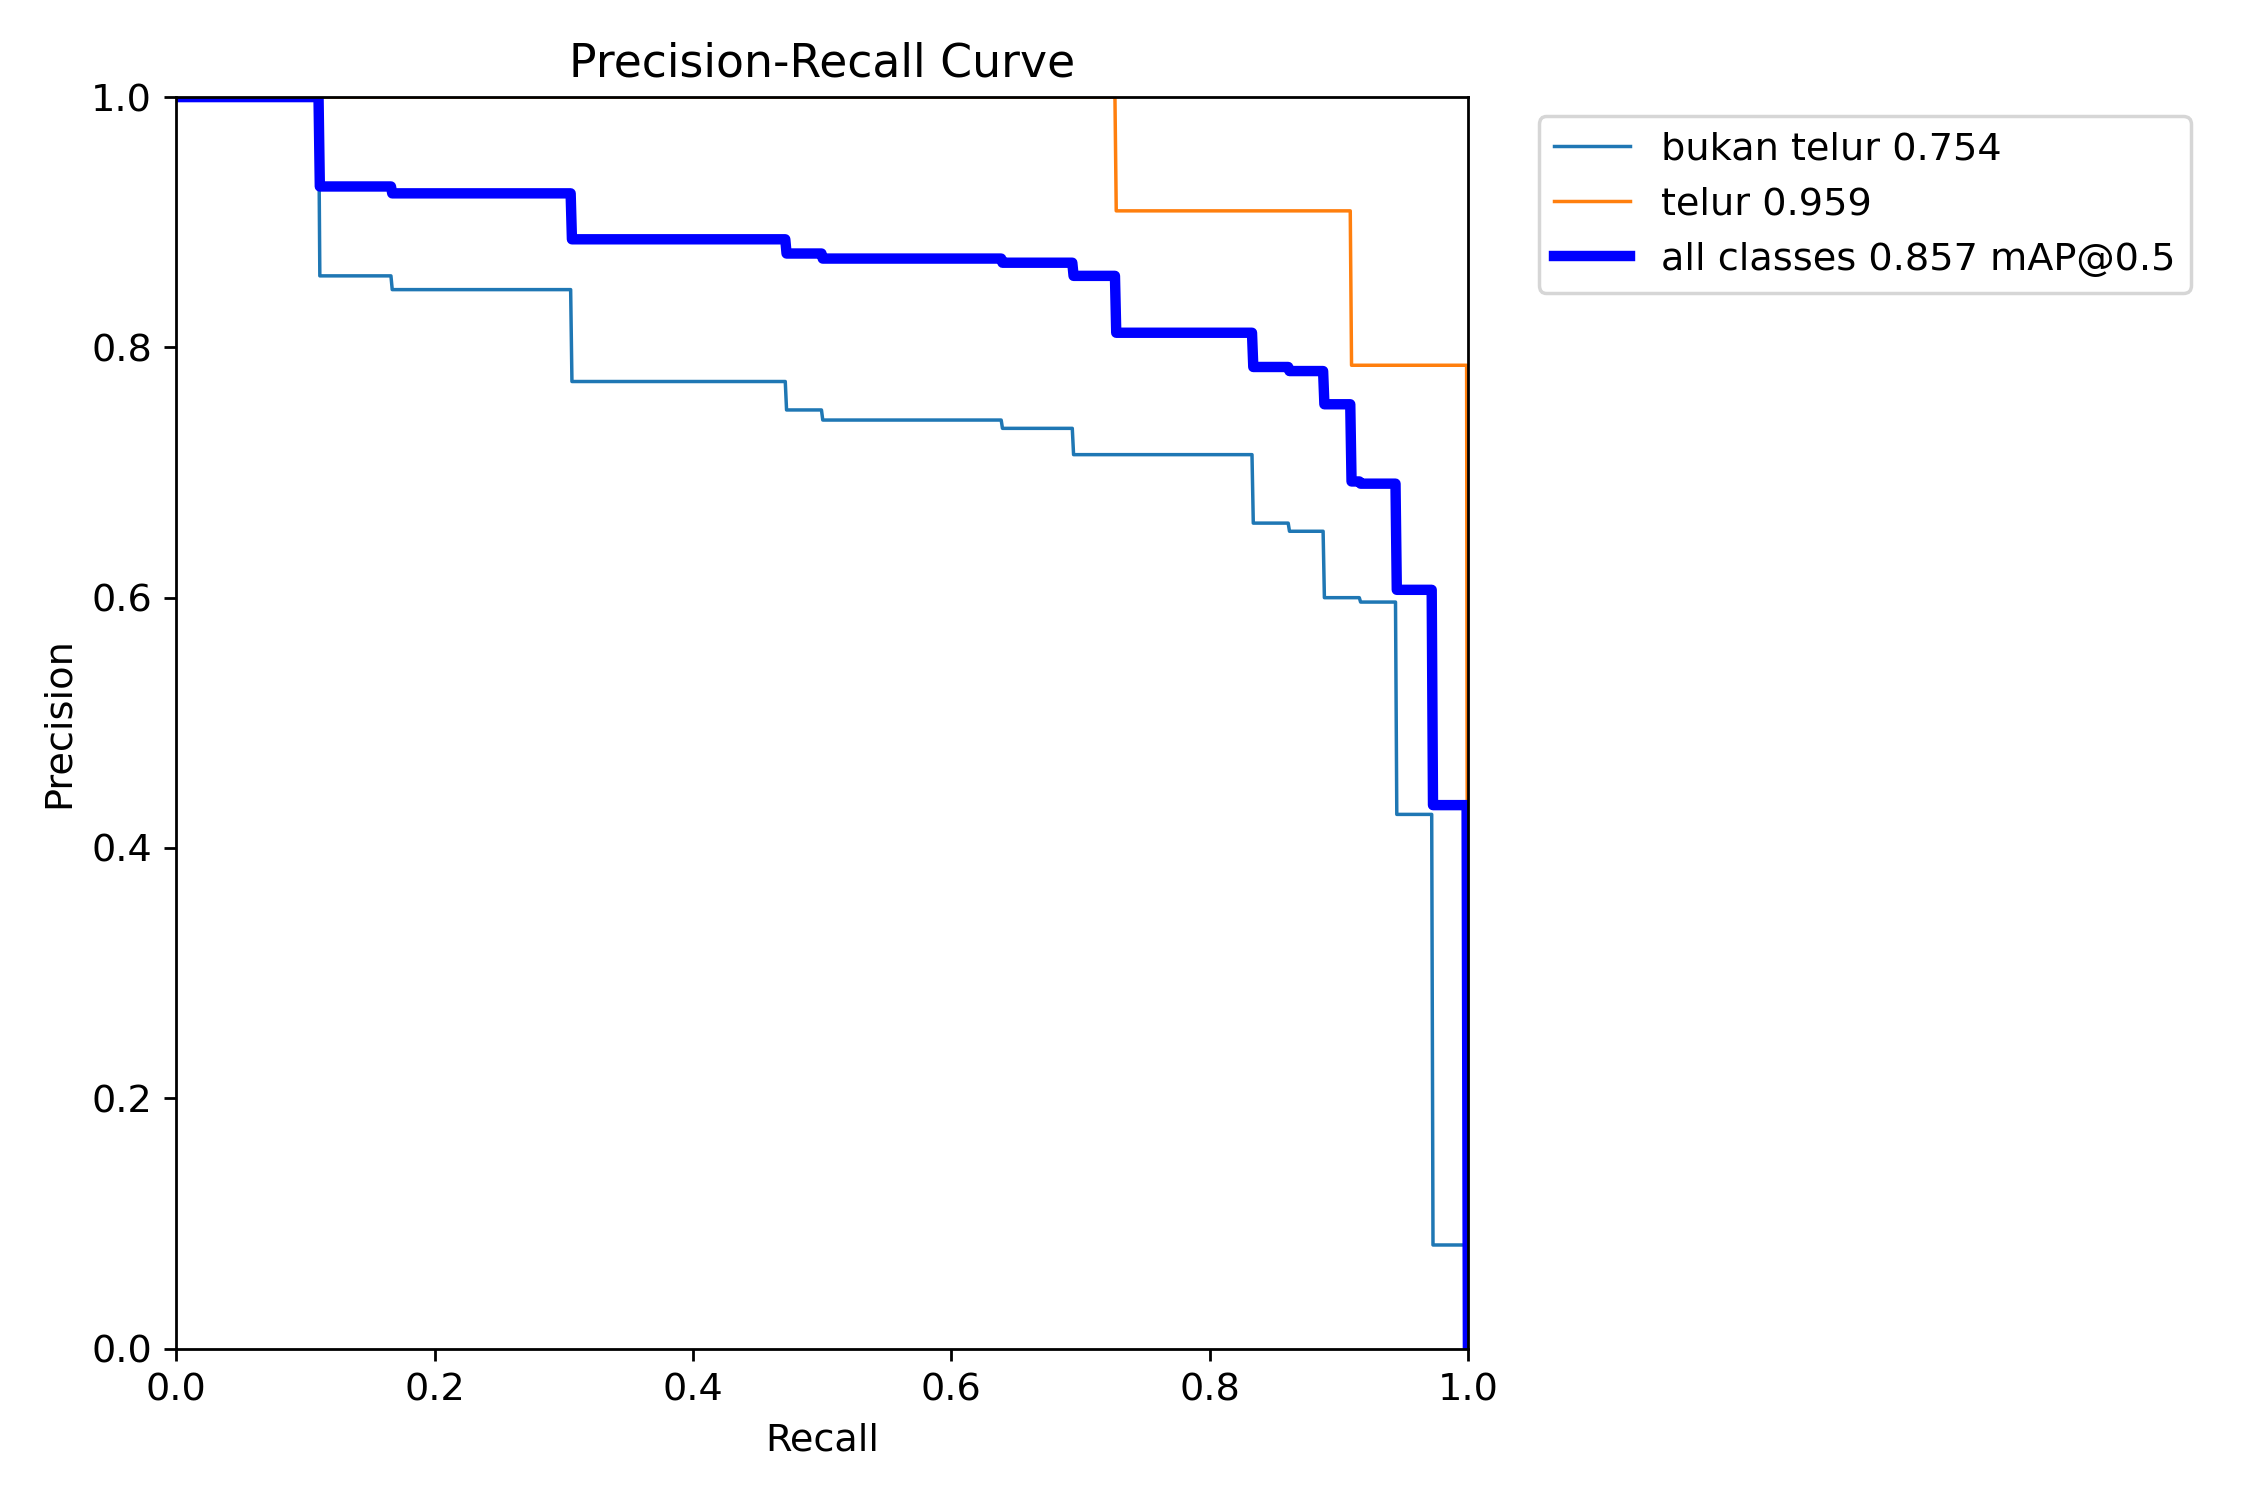 Precision-Recall Curve
1.0
0.8
0.6
0.4
0.2
0.0
Precision
0.0 0.2 0.4 0.6 0.8 1.0
Recall
bukan telur 0.754
telur 0.959
all classes 0.857 mAP@0.5